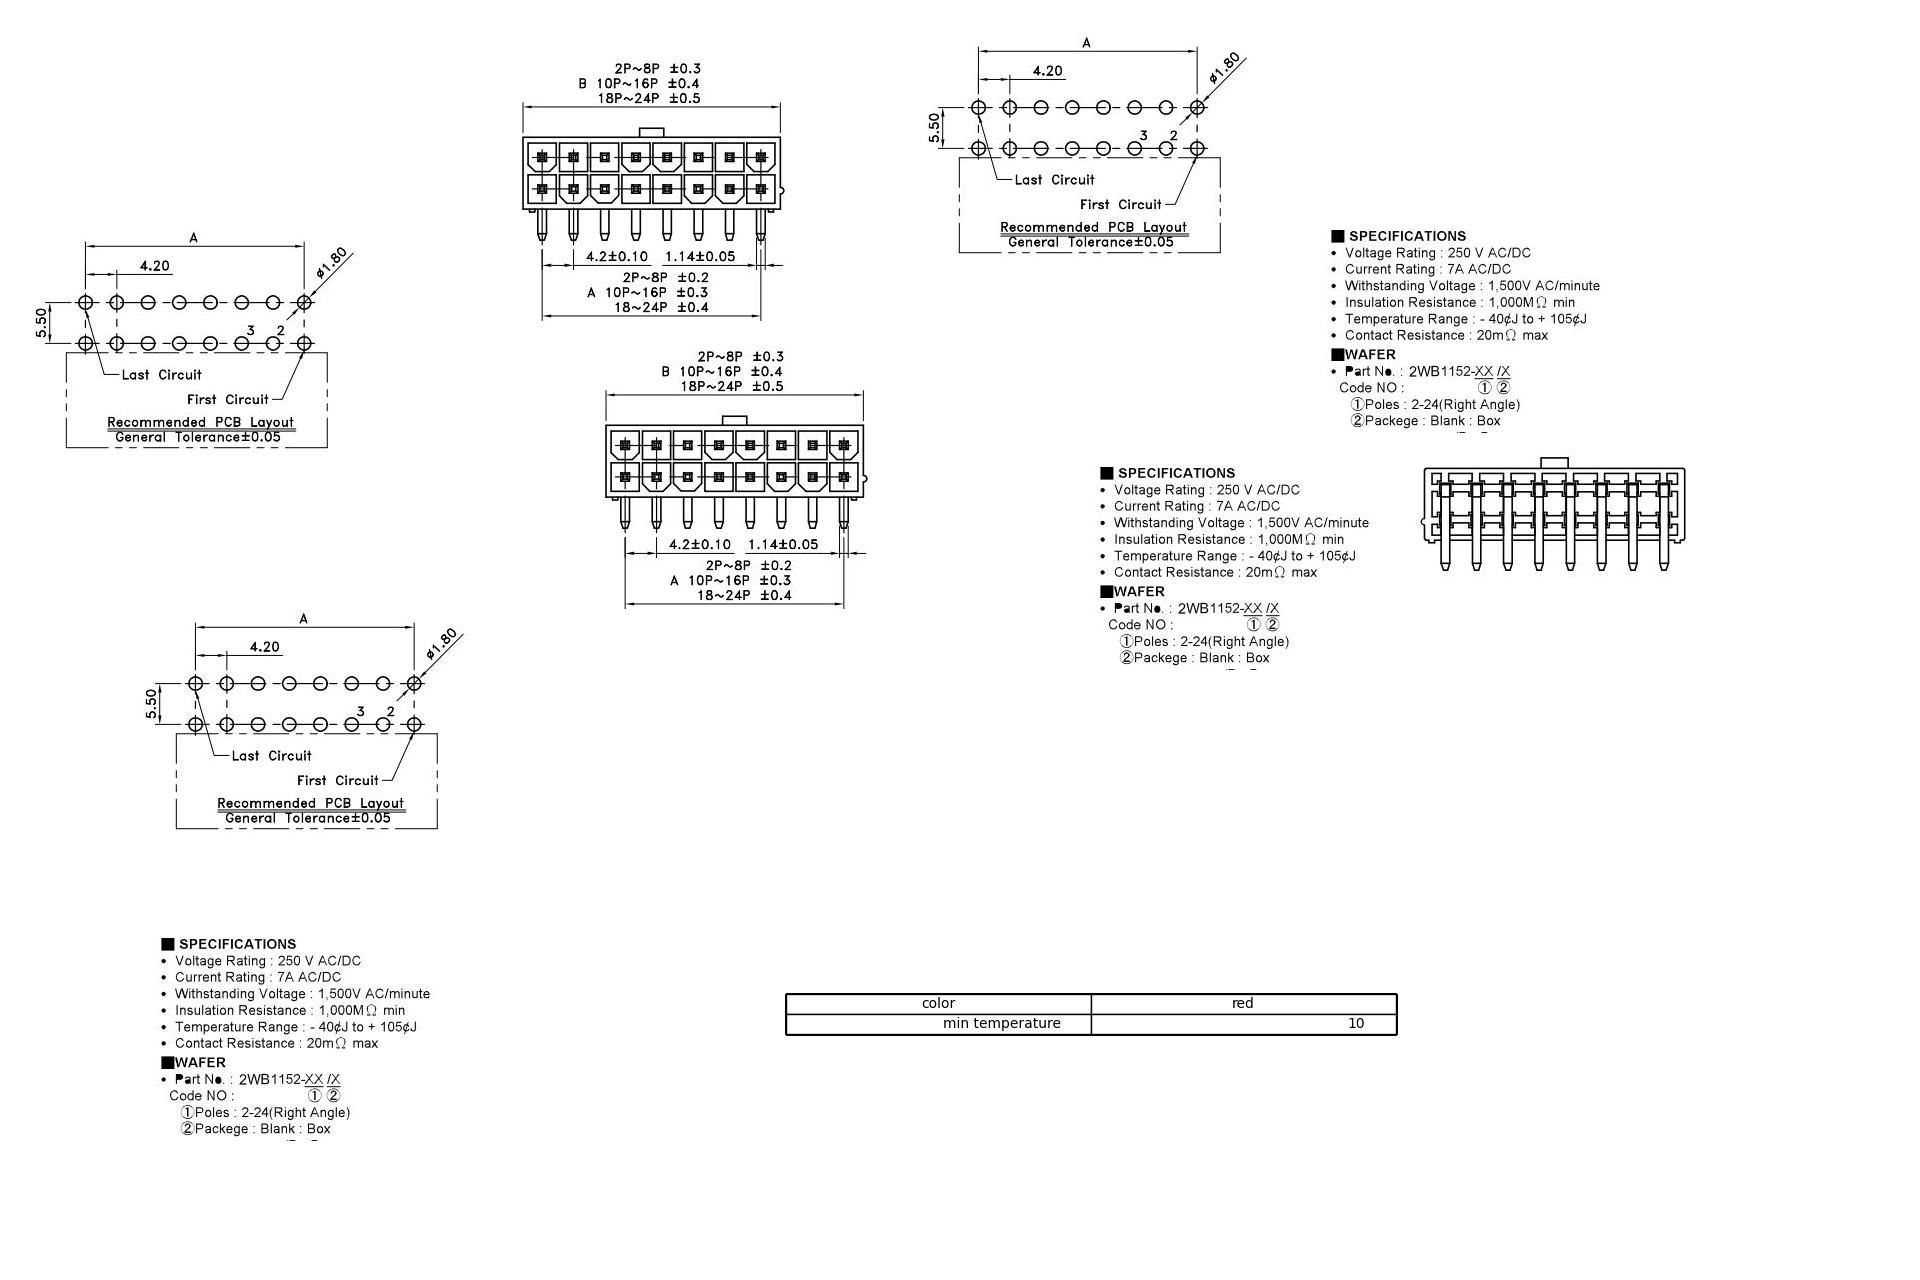 A
4.20
ø1.80
5.50
3 2
Last Circuit
First Circuit
Recommended PCB Layout
General Tolerance±0.05
2P~8P ±0.3
B 10P~16P ±0.4
18P~24P ±0.5
4.2±0.10 1.14±0.05
2P~8P ±0.2
A 10P~16P ±0.3
18~24P ±0.4
A
4.20
ø1.80
5.50
3 2
Last Circuit
First Circuit
Recommended PCB Layout
General Tolerance±0.05
■ SPECIFICATIONS
• Voltage Rating : 250 V AC/DC
• Current Rating : 7A AC/DC
• Withstanding Voltage : 1,500V AC/minute
• Insulation Resistance : 1,000MΩ min
• Temperature Range : - 40¢J to + 105¢J
• Contact Resistance : 20mΩ max
■WAFER
• Part No. : 2WB1152-XX /X
Code NO : ① ②
①Poles : 2-24(Right Angle)
②Packege : Blank : Box
2P~8P ±0.3
B 10P~16P ±0.4
18P~24P ±0.5
4.2±0.10 1.14±0.05
2P~8P ±0.2
A 10P~16P ±0.3
18~24P ±0.4
■ SPECIFICATIONS
• Voltage Rating : 250 V AC/DC
• Current Rating : 7A AC/DC
• Withstanding Voltage : 1,500V AC/minute
• Insulation Resistance : 1,000MΩ min
• Temperature Range : - 40¢J to + 105¢J
• Contact Resistance : 20mΩ max
■WAFER
• Part No. : 2WB1152-XX /X
Code NO : ① ②
①Poles : 2-24(Right Angle)
②Packege : Blank : Box
A
4.20
ø1.80
5.50
3 2
Last Circuit
First Circuit
Recommended PCB Layout
General Tolerance±0.05
■ SPECIFICATIONS
• Voltage Rating : 250 V AC/DC
• Current Rating : 7A AC/DC
• Withstanding Voltage : 1,500V AC/minute
• Insulation Resistance : 1,000MΩ min
• Temperature Range : - 40¢J to + 105¢J
• Contact Resistance : 20mΩ max
■WAFER
• Part No. : 2WB1152-XX /X
Code NO : ① ②
①Poles : 2-24(Right Angle)
②Packege : Blank : Box
color red
min temperature 10